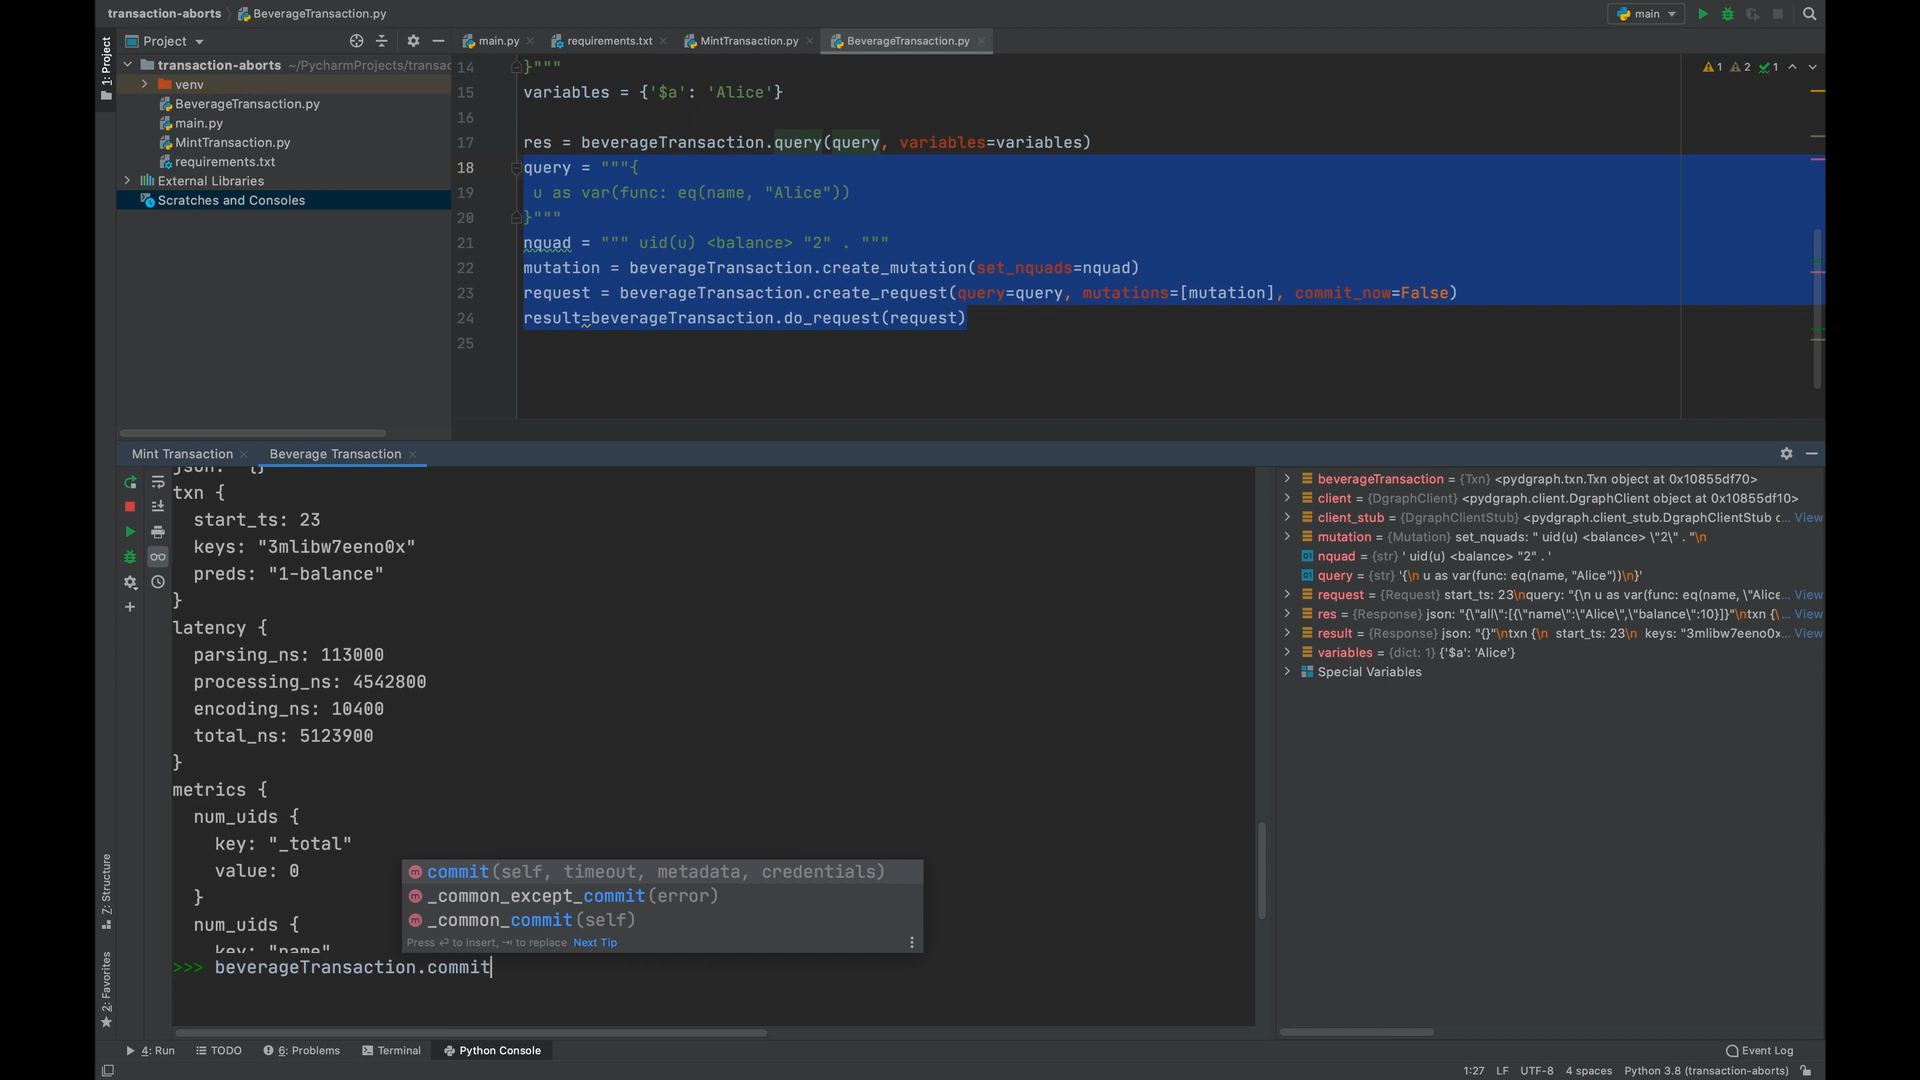 transaction-aborts
BeverageTransaction.py
main
1: Project
Project
main.py
requirements.txt
MintTransaction.py
BeverageTransaction.py
transaction-aborts ~/PycharmProjects/transac
venv
BeverageTransaction.py
main.py
MintTransaction.py
requirements.txt
External Libraries
Scratches and Consoles
1 2 1
14 }"""
15 variables = {'$a': 'Alice'}
16
17 res = beverageTransaction.query(query, variables=variables)
18 query = """{
19 u as var(func: eq(name, "Alice"))
20 }"""
21 nquad = """ uid(u) <balance> "2" . """
22 mutation = beverageTransaction.create_mutation(set_nquads=nquad)
23 request = beverageTransaction.create_request(query=query, mutations=[mutation], commit_now=False)
24 result=beverageTransaction.do_request(request)
25
Mint Transaction
Beverage Transaction
json: "{}"
txn {
start_ts: 23
keys: "3mlibw7eeno0x"
preds: "1-balance"
}
latency {
parsing_ns: 113000
processing_ns: 4542800
encoding_ns: 10400
total_ns: 5123900
}
metrics {
num_uids {
key: "_total"
value: 0
}
num_uids {
key: "name"
>>> beverageTransaction.commit
commit(self, timeout, metadata, credentials)
_common_except_commit(error)
_common_commit(self)
Press ↵ to insert, ⇥ to replace Next Tip
beverageTransaction = {Txn} <pydgraph.txn.Txn object at 0x10855df70>
client = {DgraphClient} <pydgraph.client.DgraphClient object at 0x10855df10>
client_stub = {DgraphClientStub} <pydgraph.client_stub.DgraphClientStub c... View
mutation = {Mutation} set_nquads: " uid(u) <balance> \"2\" . "\n
nquad = {str} ' uid(u) <balance> "2" . '
query = {str} '{\n u as var(func: eq(name, "Alice"))\n}'
request = {Request} start_ts: 23\nquery: "{\n u as var(func: eq(name, \"Alice... View
res = {Response} json: "{\"all\":[{\"name\":\"Alice\",\"balance\":10}]}"\ntxn {\... View
result = {Response} json: "{}"\ntxn {\n start_ts: 23\n keys: "3mlibw7eeno0x... View
variables = {dict: 1} {'$a': 'Alice'}
Special Variables
Z: Structure
2: Favorites
4: Run
TODO
6: Problems
Terminal
Python Console
Event Log
1:27 LF UTF-8 4 spaces Python 3.8 (transaction-aborts)